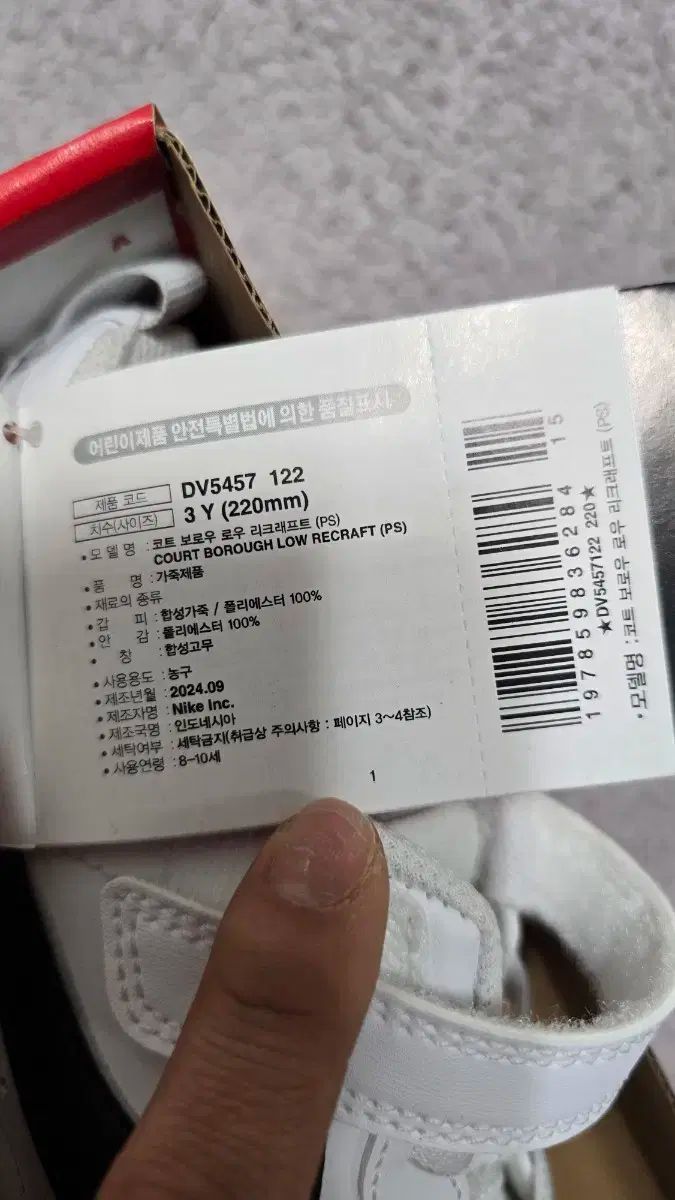 어린이제품 안전특별법에 의한 품질표시
제품 코드 DV5457 122
치수(사이즈) 3 Y (220mm)
•모 델 명 : 코트 보로우 로우 리크래프트 (PS)
COURT BOROUGH LOW RECRAFT (PS)
•품 명 : 가죽제품
•재료의 종류
• 갑 피 : 합성가죽 / 폴리에스터 100%
• 안 감 : 폴리에스터 100%
• 창 : 합성고무
•사용용도 : 농구
•제조년월 : 2024.09
•제조자명 : Nike Inc.
•제조국명 : 인도네시아
•세탁여부 : 세탁금지(취급상 주의사항 : 페이지 3~4참조)
•사용연령 : 8-10세
1
15
197859836284
★DV5457122 220★
•모델명 : 코트 보로우 로우 리크래프트 (PS)